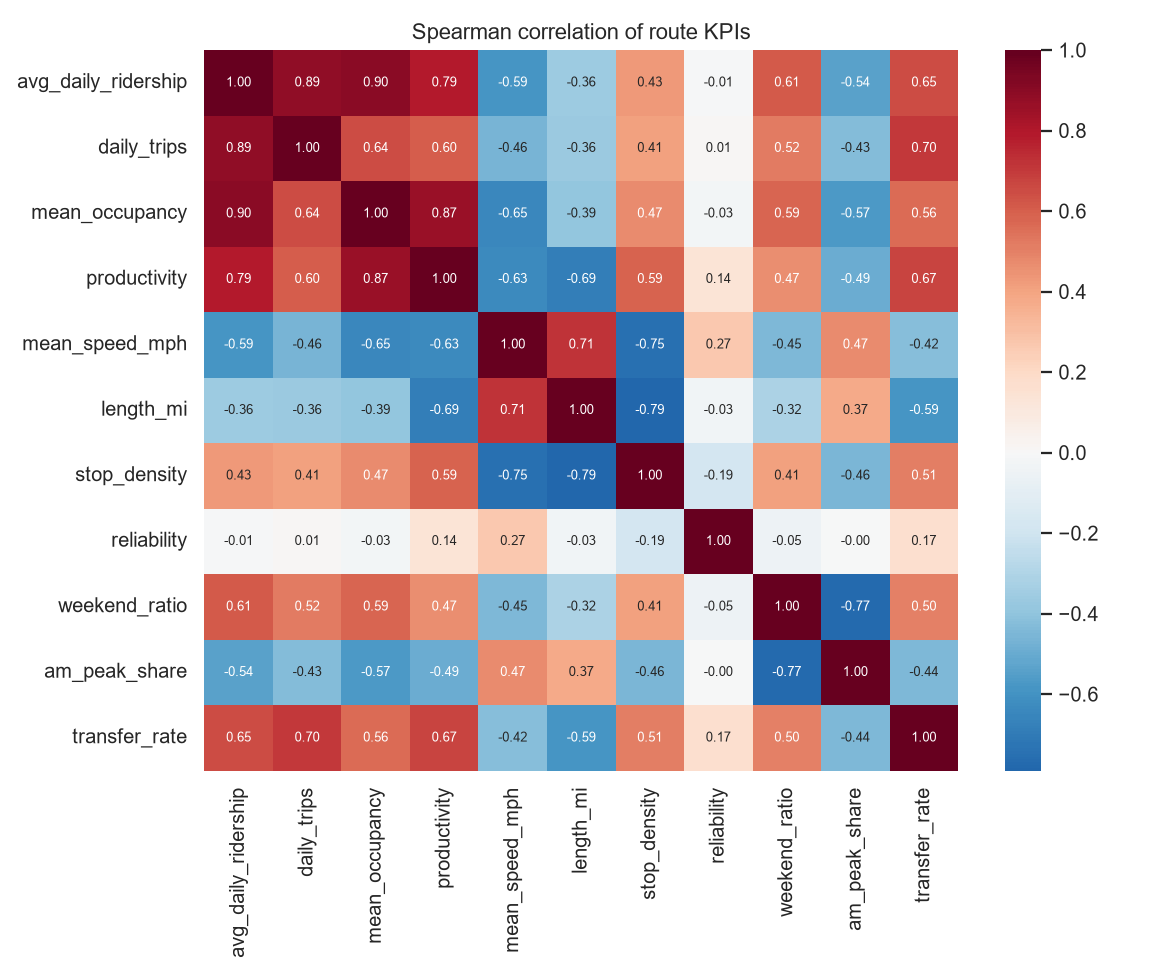 Spearman correlation of route KPIs
avg_daily_ridership 1.00 0.89 0.90 0.79 -0.59 -0.36 0.43 -0.01 0.61 -0.54 0.65
daily_trips 0.89 1.00 0.64 0.60 -0.46 -0.36 0.41 0.01 0.52 -0.43 0.70
mean_occupancy 0.90 0.64 1.00 0.87 -0.65 -0.39 0.47 -0.03 0.59 -0.57 0.56
productivity 0.79 0.60 0.87 1.00 -0.63 -0.69 0.59 0.14 0.47 -0.49 0.67
mean_speed_mph -0.59 -0.46 -0.65 -0.63 1.00 0.71 -0.75 0.27 -0.45 0.47 -0.42
length_mi -0.36 -0.36 -0.39 -0.69 0.71 1.00 -0.79 -0.03 -0.32 0.37 -0.59
stop_density 0.43 0.41 0.47 0.59 -0.75 -0.79 1.00 -0.19 0.41 -0.46 0.51
reliability -0.01 0.01 -0.03 0.14 0.27 -0.03 -0.19 1.00 -0.05 -0.00 0.17
weekend_ratio 0.61 0.52 0.59 0.47 -0.45 -0.32 0.41 -0.05 1.00 -0.77 0.50
am_peak_share -0.54 -0.43 -0.57 -0.49 0.47 0.37 -0.46 -0.00 -0.77 1.00 -0.44
transfer_rate 0.65 0.70 0.56 0.67 -0.42 -0.59 0.51 0.17 0.50 -0.44 1.00
avg_daily_ridership
daily_trips
mean_occupancy
productivity
mean_speed_mph
length_mi
stop_density
reliability
weekend_ratio
am_peak_share
transfer_rate
1.0
0.8
0.6
0.4
0.2
0.0
−0.2
−0.4
−0.6